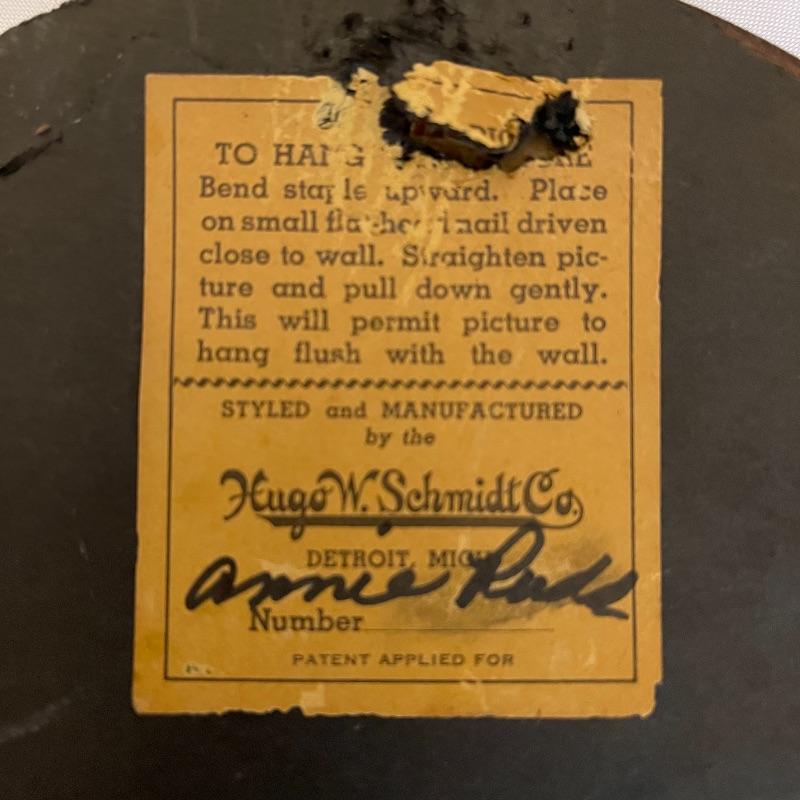 TO HANG
Bend staple upward. Place
on small flat-head nail driven
close to wall. Straighten pic-
ture and pull down gently.
This will permit picture to
hang flush with the wall.
STYLED and MANUFACTURED
by the
Hugo W. Schmidt Co.
DETROIT, MICH.
annie
Number
PATENT APPLIED FOR